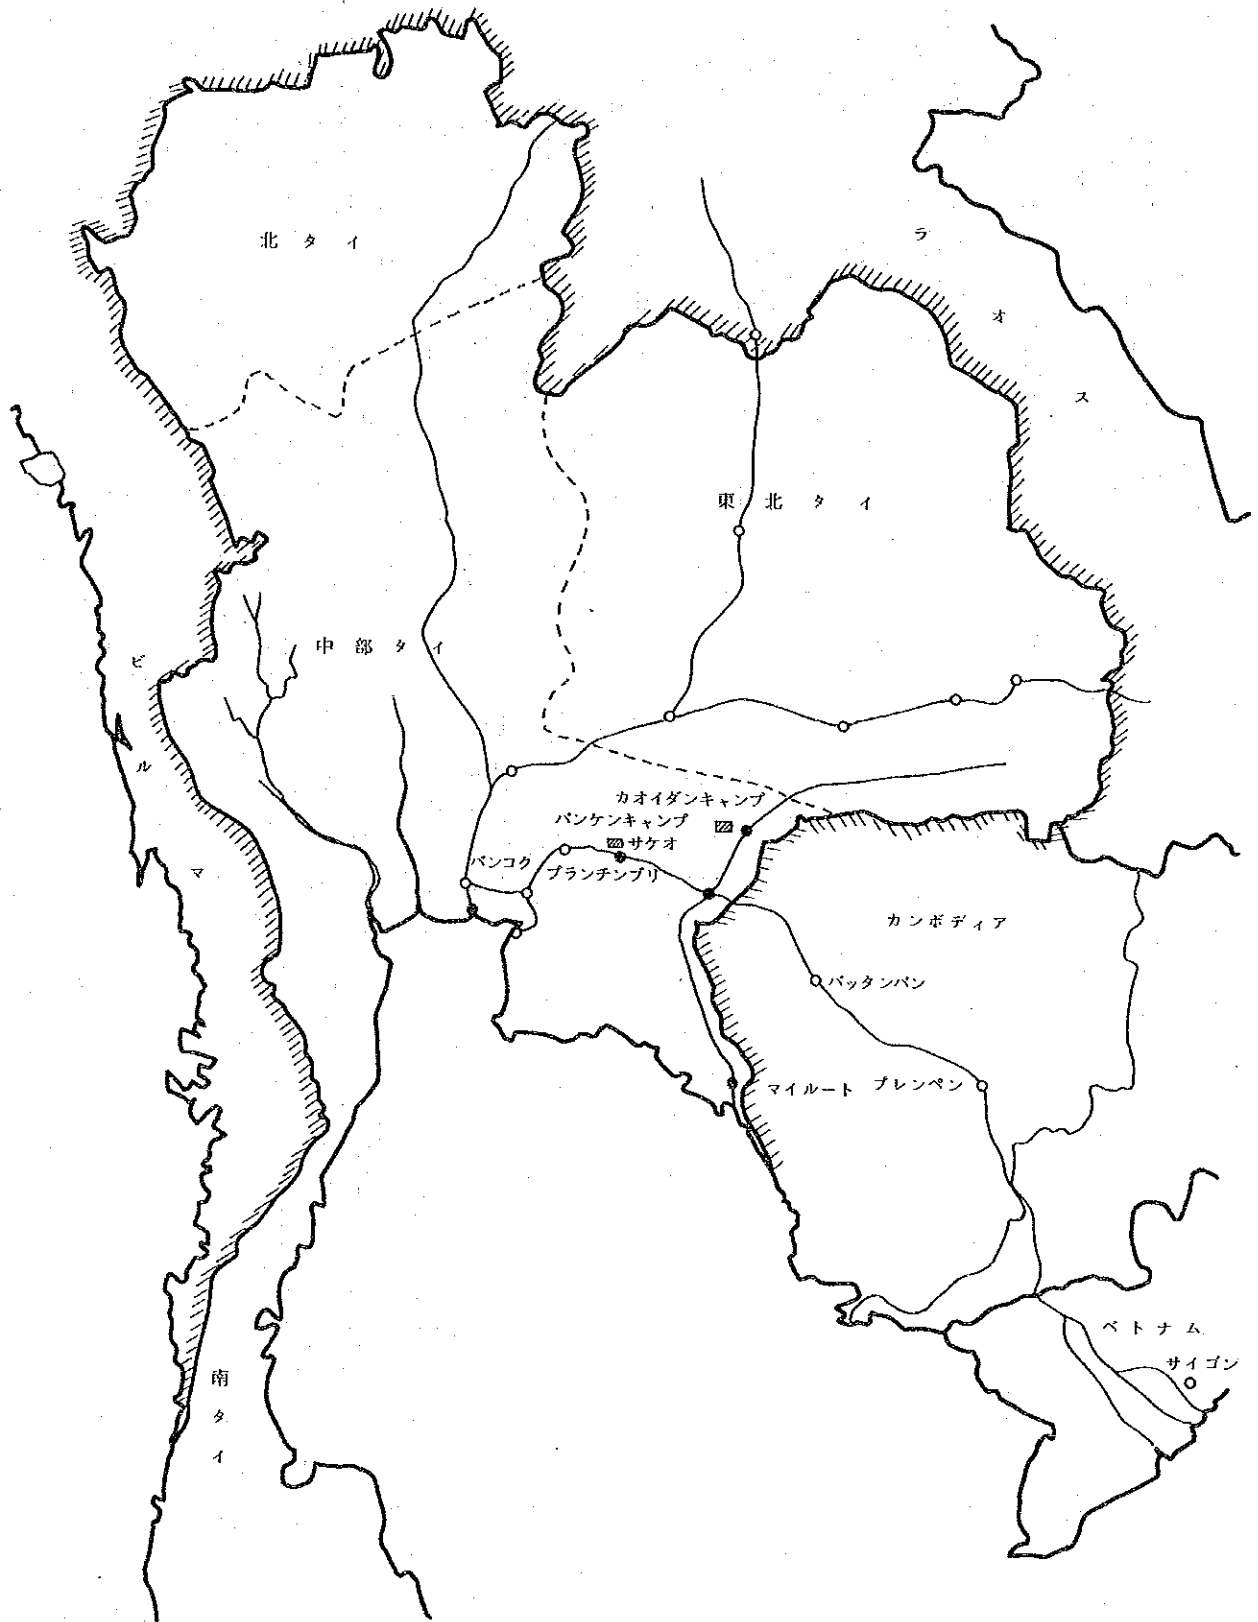 北タイ
ラオス
東北タイ
中部タイ
ビルマ
カオイダンキャンプ
バンケンキャンプ
サケオ
バンコク
プランチンブリ
カンボディア
バッタンバン
マイルート
プレンペン
ベトナム
サイゴン
南タイ